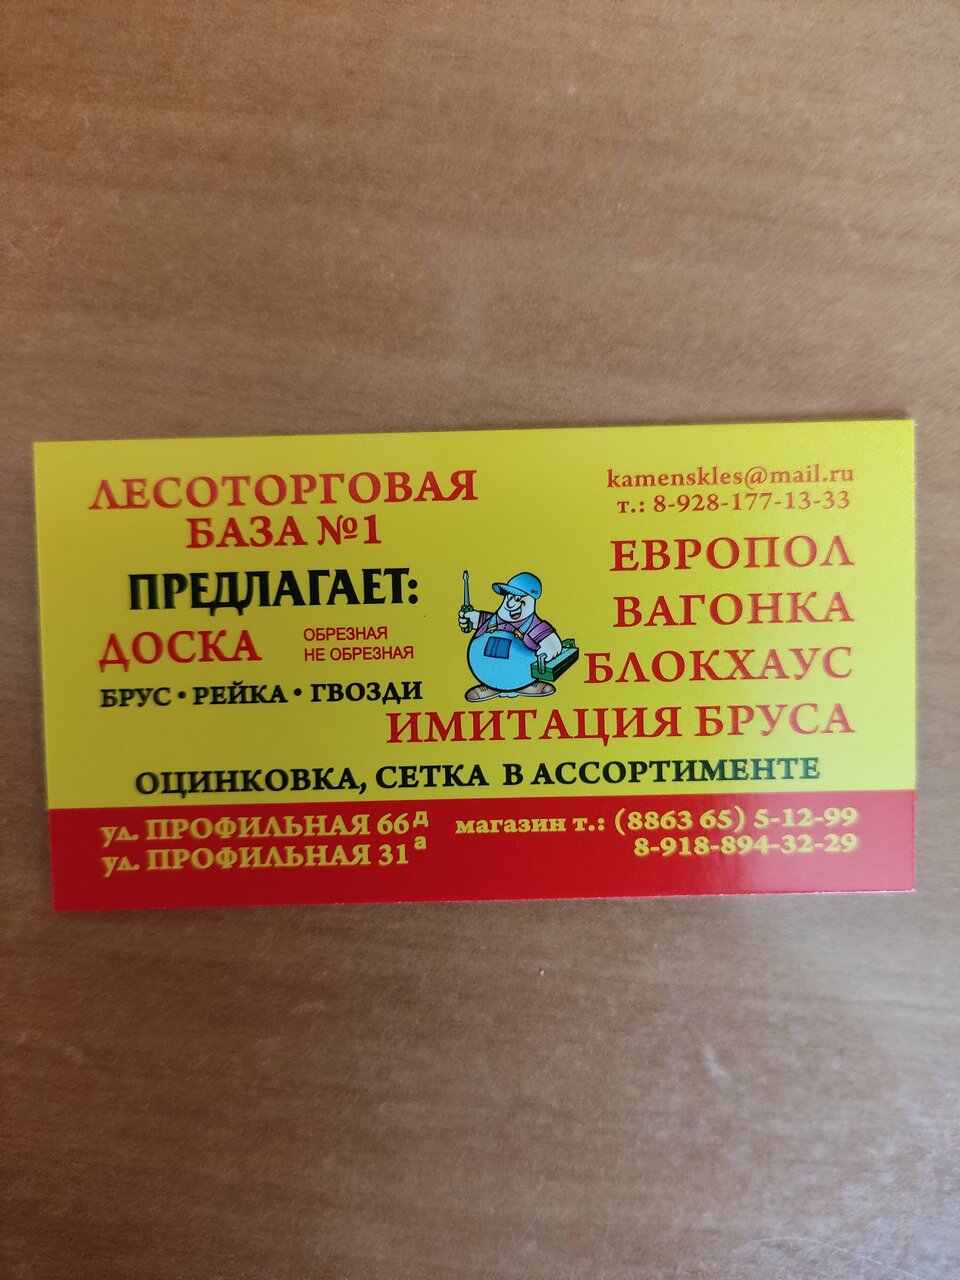 ЛЕСОТОРГОВАЯ
БАЗА №1
ПРЕДЛАГАЕТ:
ДОСКА
ОБРЕЗНАЯ
НЕ ОБРЕЗНАЯ
БРУС • РЕЙКА • ГВОЗДИ
kamenskles@mail.ru
т.: 8-928-177-13-33
ЕВРОПОЛ
ВАГОНКА
БЛОКХАУС
ИМИТАЦИЯ БРУСА
ОЦИНКОВКА, СЕТКА В АССОРТИМЕНТЕ
ул. ПРОФИЛЬНАЯ 66д
ул. ПРОФИЛЬНАЯ 31а
магазин т.: (8863 65) 5-12-99
8-918-894-32-29